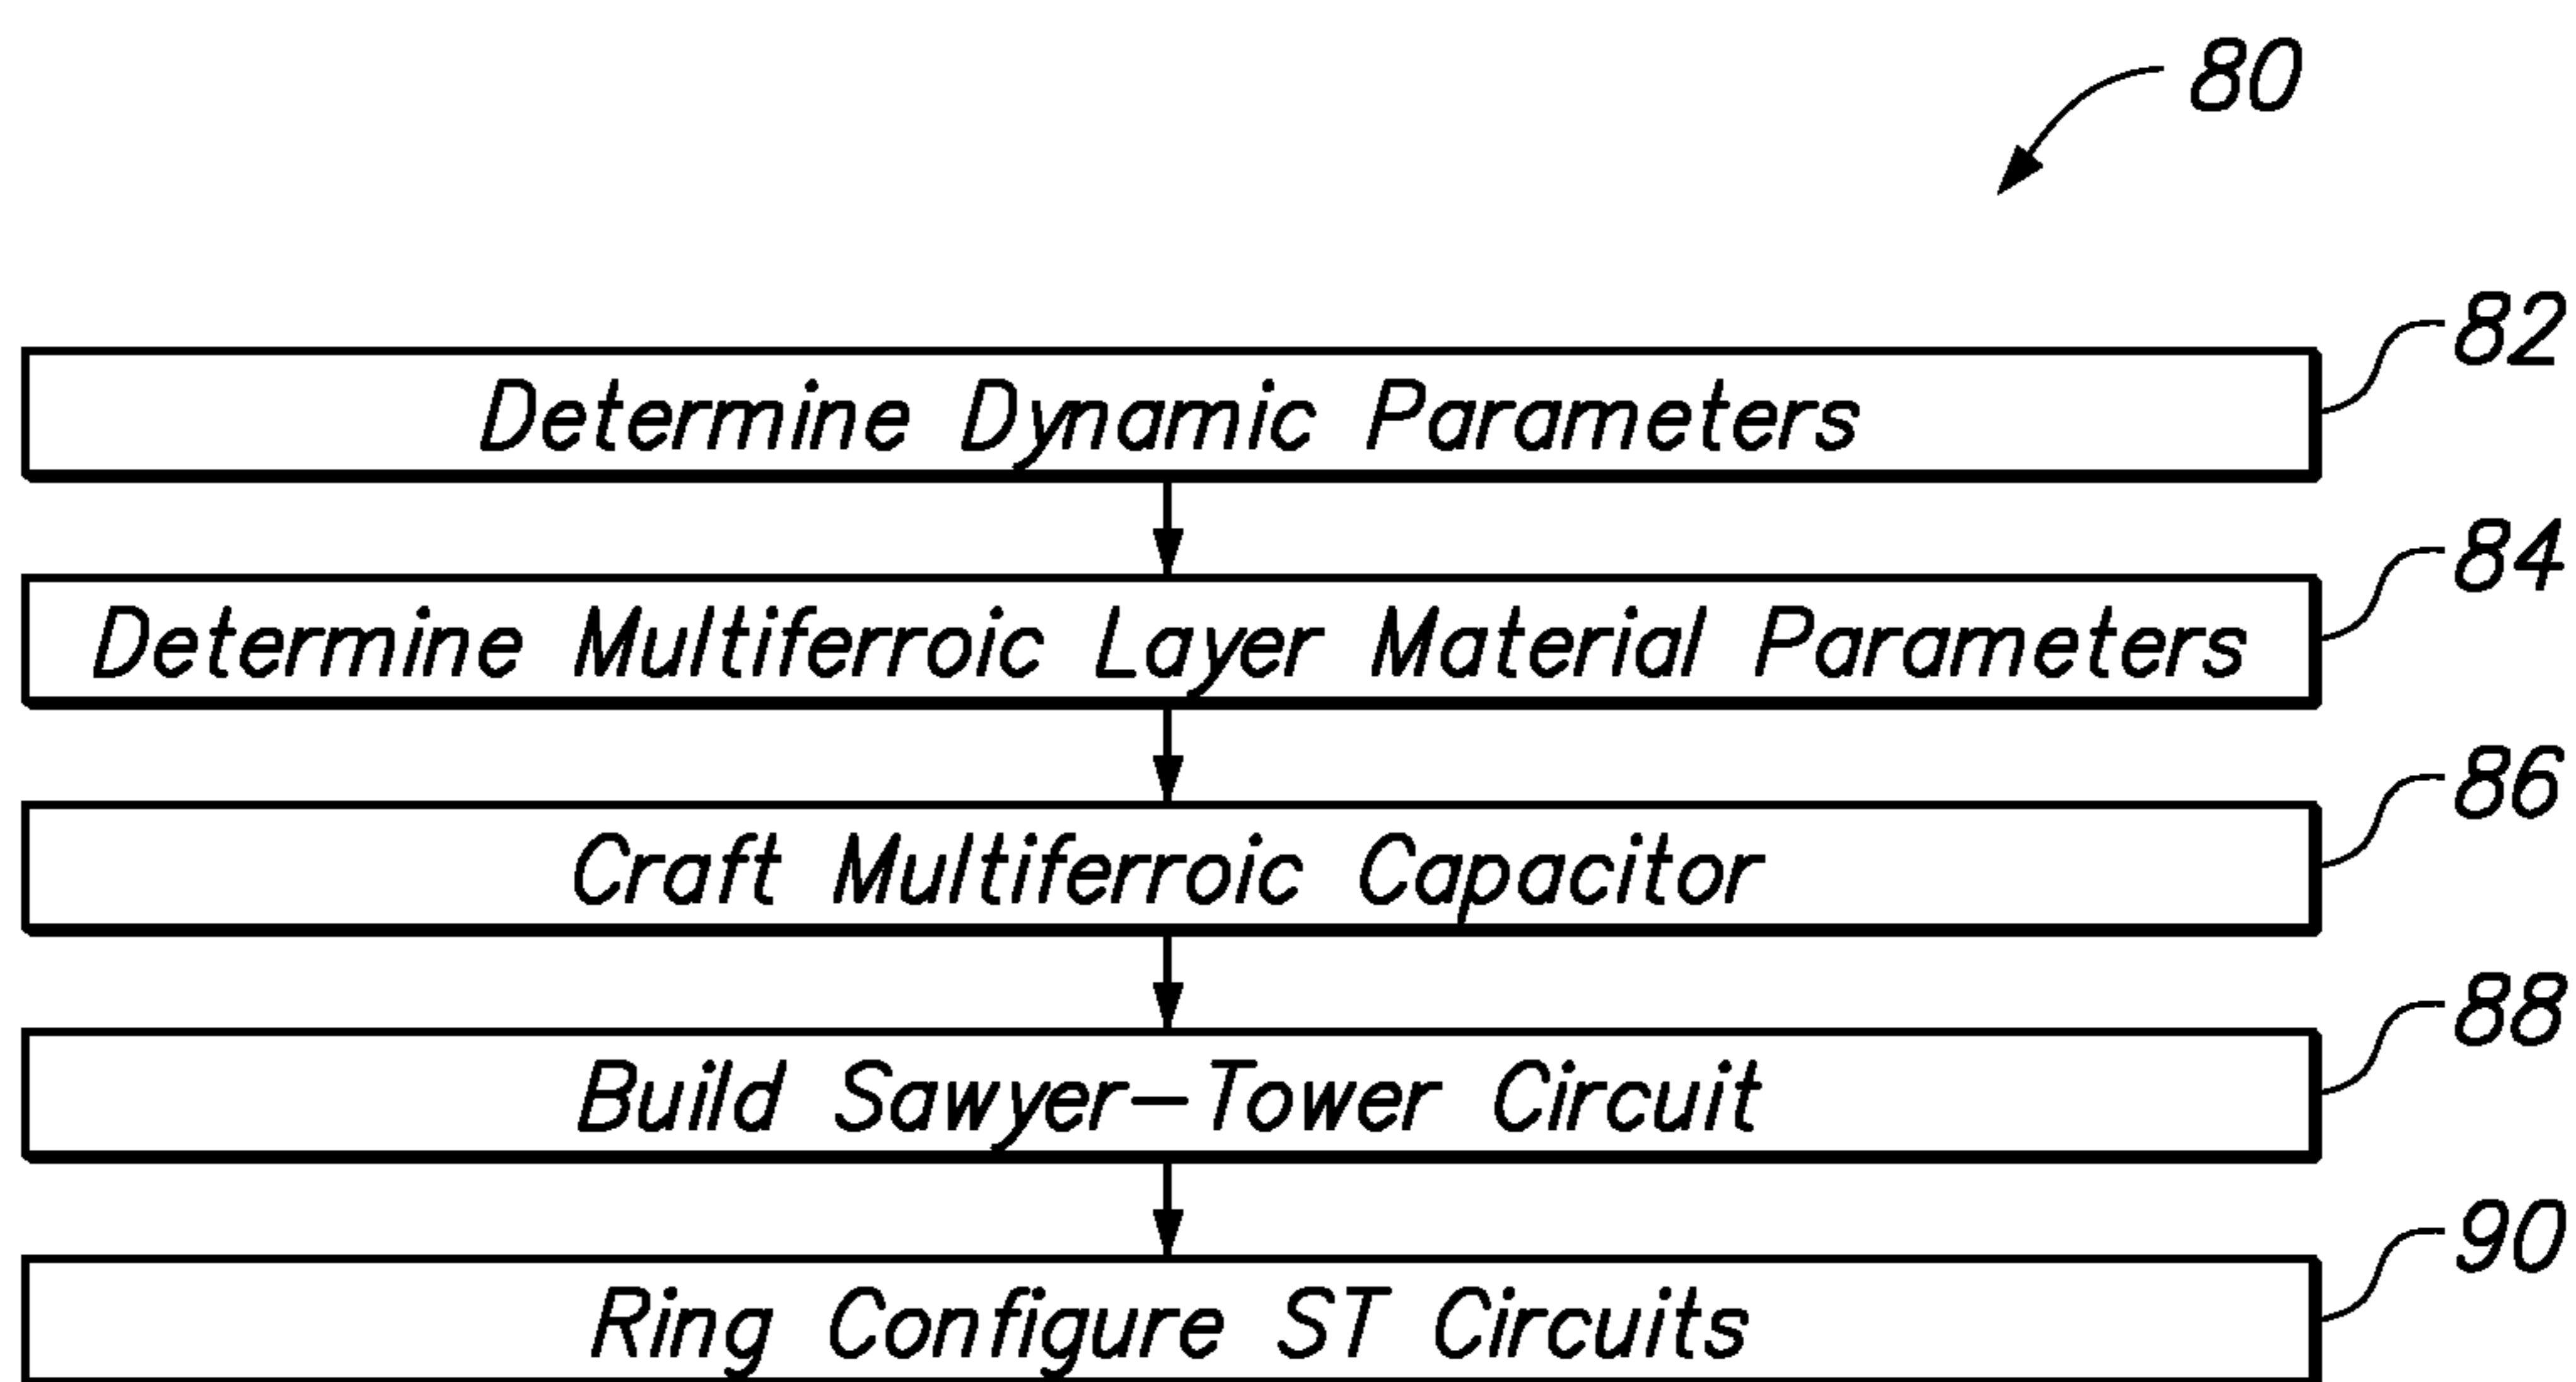 80
Determine Dynamic Parameters 82
Determine Multiferroic Layer Material Parameters 84
Craft Multiferroic Capacitor 86
Build Sawyer-Tower Circuit 88
Ring Configure ST Circuits 90